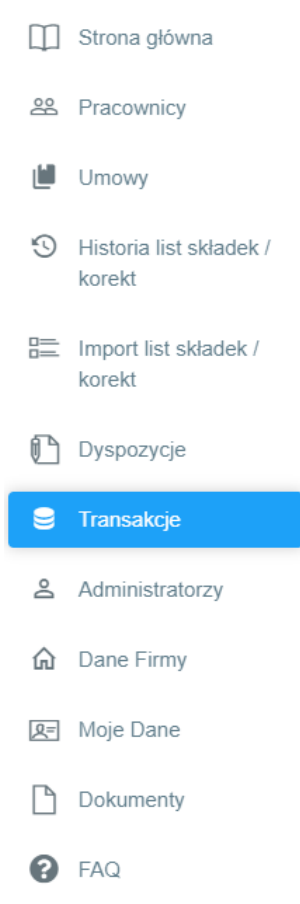 Strona główna
Pracownicy
Umowy
Historia list składek /
korekt
Import list składek /
korekt
Dyspozycje
Transakcje
Administratorzy
Dane Firmy
Moje Dane
Dokumenty
FAQ